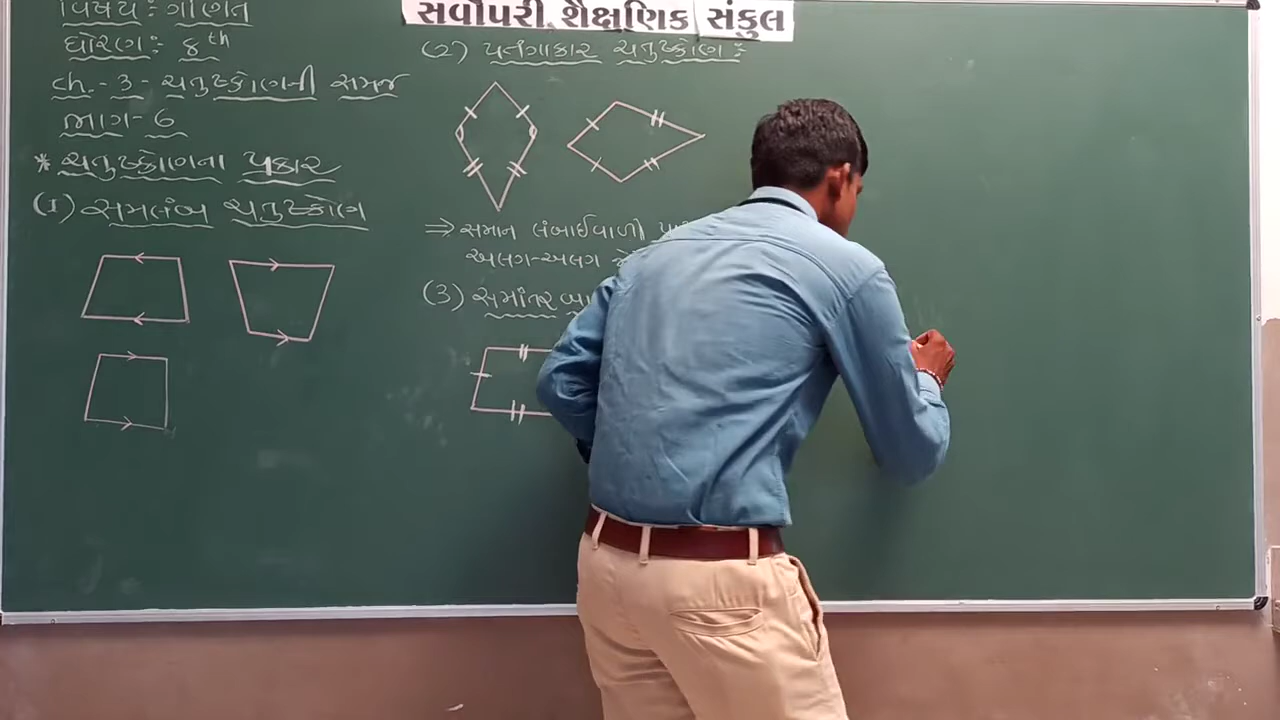 સર્વોપરી શૈક્ષણિક સંકુલ
વિષય : ગણિત
ધોરણ : ૪th
ch. - 3 - ચતુષ્કોણની સમજ
ભાગ - 6
* ચતુષ્કોણના પ્રકાર
(1) સમલંબ ચતુષ્કોણ
(2) પતંગાકાર ચતુષ્કોણ :
⇒ સમાન લંબાઈવાળી
અલગ-અલગ
(3) સમાંતર